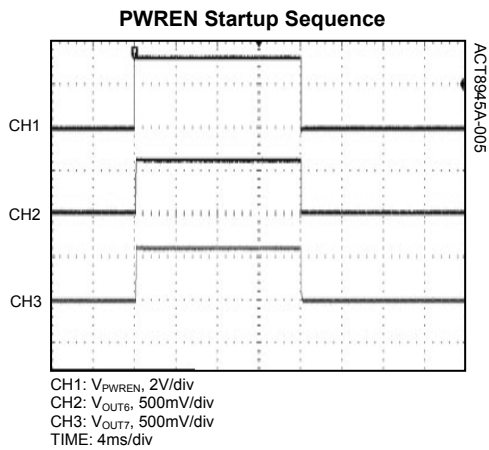 PWREN Startup Sequence
ACT8945A-005
CH1
CH2
CH3
CH1: VPWREN, 2V/div
CH2: VOUT6, 500mV/div
CH3: VOUT7, 500mV/div
TIME: 4ms/div